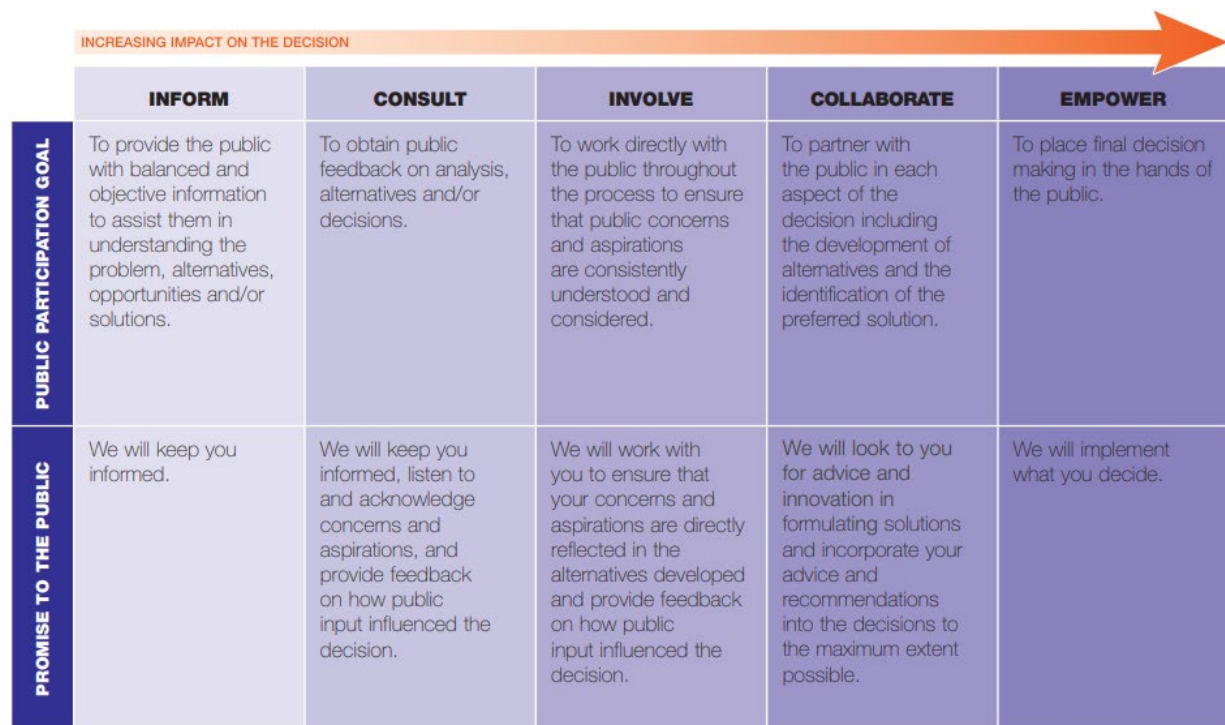 INCREASING IMPACT ON THE DECISION
INFORM
CONSULT
INVOLVE
COLLABORATE
EMPOWER
PUBLIC PARTICIPATION GOAL
To provide the public
with balanced and
objective information
to assist them in
understanding the
problem, alternatives,
opportunities and/or
solutions.
To obtain public
feedback on analysis,
alternatives and/or
decisions.
To work directly with
the public throughout
the process to ensure
that public concerns
and aspirations
are consistently
understood and
considered.
To partner with
the public in each
aspect of the
decision including
the development of
alternatives and the
identification of the
preferred solution.
To place final decision
making in the hands of
the public.
PROMISE TO THE PUBLIC
We will keep you
informed.
We will keep you
informed, listen to
and acknowledge
concerns and
aspirations, and
provide feedback
on how public
input influenced the
decision.
We will work with
you to ensure that
your concerns and
aspirations are directly
reflected in the
alternatives developed
and provide feedback
on how public
input influenced the
decision.
We will look to you
for advice and
innovation in
formulating solutions
and incorporate your
advice and
recommendations
into the decisions to
the maximum extent
possible.
We will implement
what you decide.